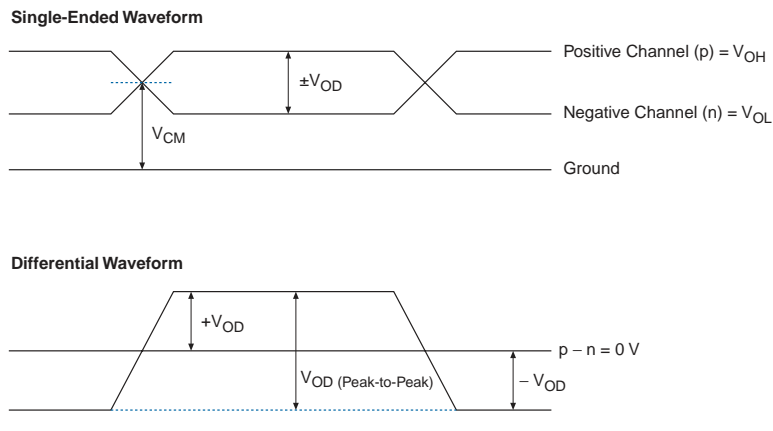 Single-Ended Waveform
Positive Channel (p) = VOH
±VOD
Negative Channel (n) = VOL
VCM
Ground
Differential Waveform
+VOD
p − n = 0 V
VOD (Peak-to-Peak)
− VOD